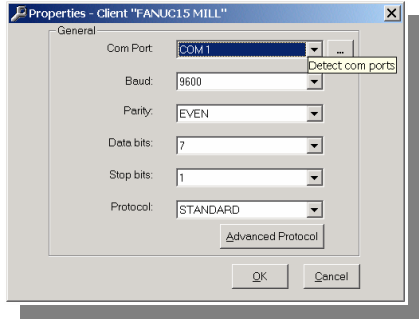 Properties - Client "FANUC15 MILL"
General
Com Port: COM 1 ...
Detect com ports
Baud: 9600
Parity: EVEN
Data bits: 7
Stop bits: 1
Protocol: STANDARD
Advanced Protocol
OK Cancel